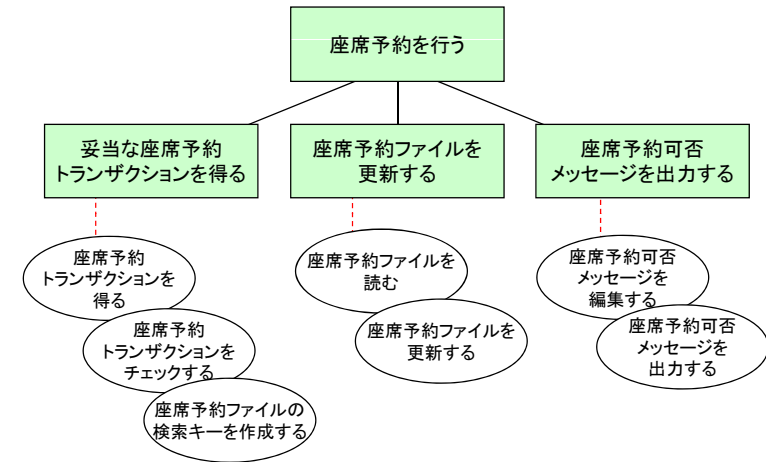 座席予約を行う
妥当な座席予約
トランザクションを得る
座席予約ファイルを
更新する
座席予約可否
メッセージを出力する
座席予約
トランザクションを
得る
座席予約
トランザクションを
チェックする
座席予約ファイルの
検索キーを作成する
座席予約ファイルを
読む
座席予約ファイルを
更新する
座席予約可否
メッセージを
編集する
座席予約可否
メッセージを
出力する